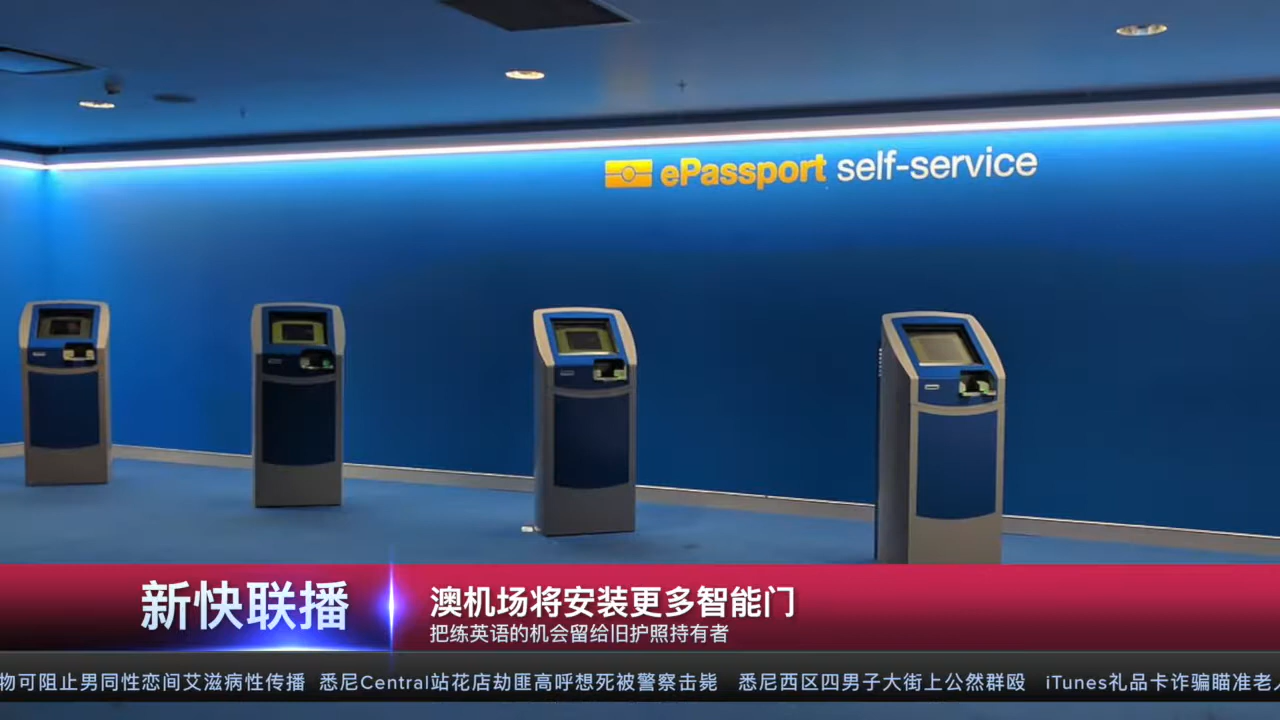 ePassport self-service
新快联播
澳机场将安装更多智能门
把练英语的机会留给旧护照持有者
物可阻止男同性恋间艾滋病性传播 悉尼Central站花店劫匪高呼想死被警察击毙 悉尼西区四男子大街上公然群殴 iTunes礼品卡诈骗瞄准老人